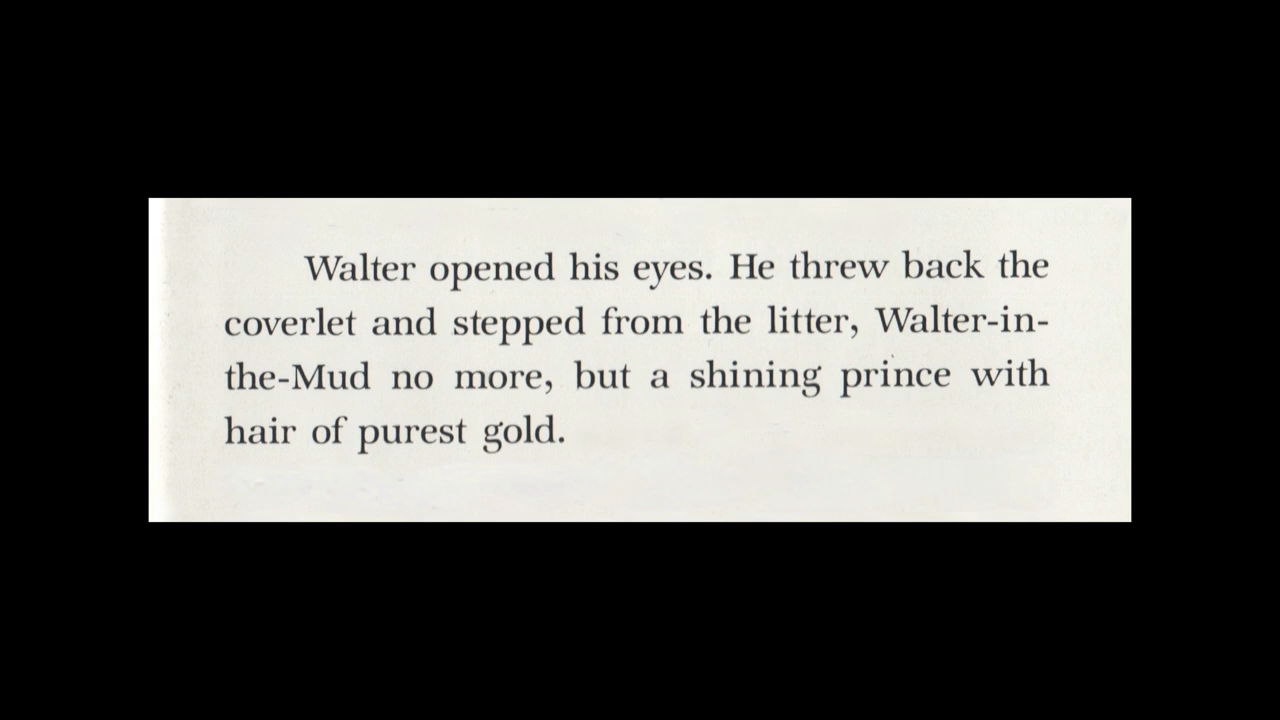 Walter opened his eyes. He threw back the
coverlet and stepped from the litter, Walter-in-
the-Mud no more, but a shining prince with
hair of purest gold.